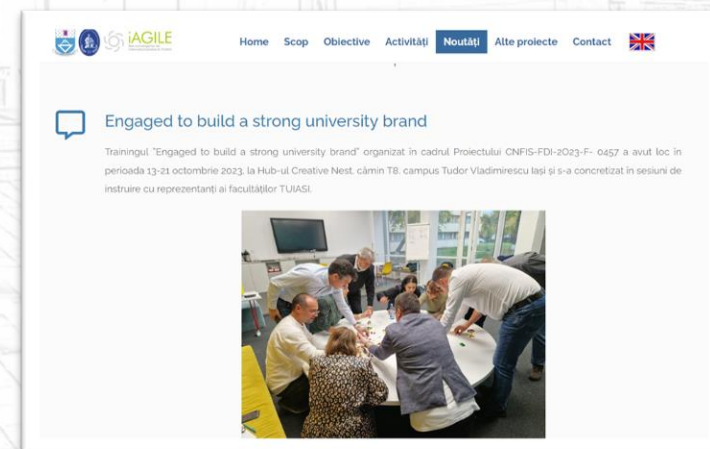 iAGILE
Home Scop Obiective Activități Noutăți Alte proiecte Contact
Engaged to build a strong university brand
Trainingul "Engaged to build a strong university brand" organizat în cadrul Proiectului CNFIS-FDI-2023-F- 0457 a avut loc în
perioada 13-21 octombrie 2023, la Hub-ul Creative Nest, cămin T8, campus Tudor Vladimirescu Iași și s-a concretizat în sesiuni de
instruire cu reprezentanți ai facultăților TUIASI.